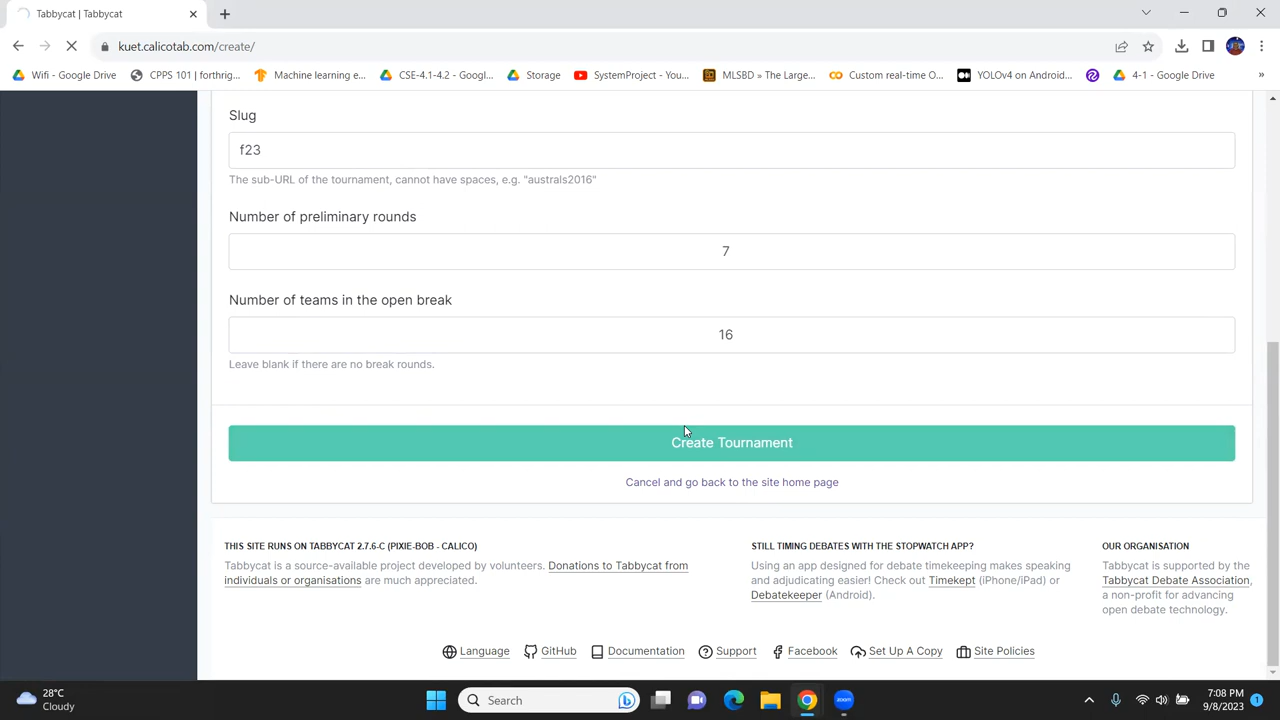 Tabbycat | Tabbycat
kuet.calicotab.com/create/
Wifi - Google Drive
CPPS 101 | forthrig...
Machine learning e...
CSE-4.1-4.2 - Googl...
Storage
SystemProject - You...
MLSBD » The Large...
Custom real-time O...
YOLOv4 on Android...
4-1 - Google Drive
»
Slug
f23
The sub-URL of the tournament, cannot have spaces, e.g. "australs2016"
Number of preliminary rounds
7
Number of teams in the open break
16
Leave blank if there are no break rounds.
Create Tournament
Cancel and go back to the site home page
THIS SITE RUNS ON TABBYCAT 2.7.6-C (PIXIE-BOB - CALICO)
Tabbycat is a source-available project developed by volunteers. Donations to Tabbycat from
individuals or organisations are much appreciated.
STILL TIMING DEBATES WITH THE STOPWATCH APP?
Using an app designed for debate timekeeping makes speaking
and adjudicating easier! Check out Timekept (iPhone/iPad) or
Debatekeeper (Android).
OUR ORGANISATION
Tabbycat is supported by the
Tabbycat Debate Association,
a non-profit for advancing
open debate technology.
Language
GitHub
Documentation
Support
Facebook
Set Up A Copy
Site Policies
28°C
Cloudy
Search
zoom
7:08 PM
9/8/2023
1